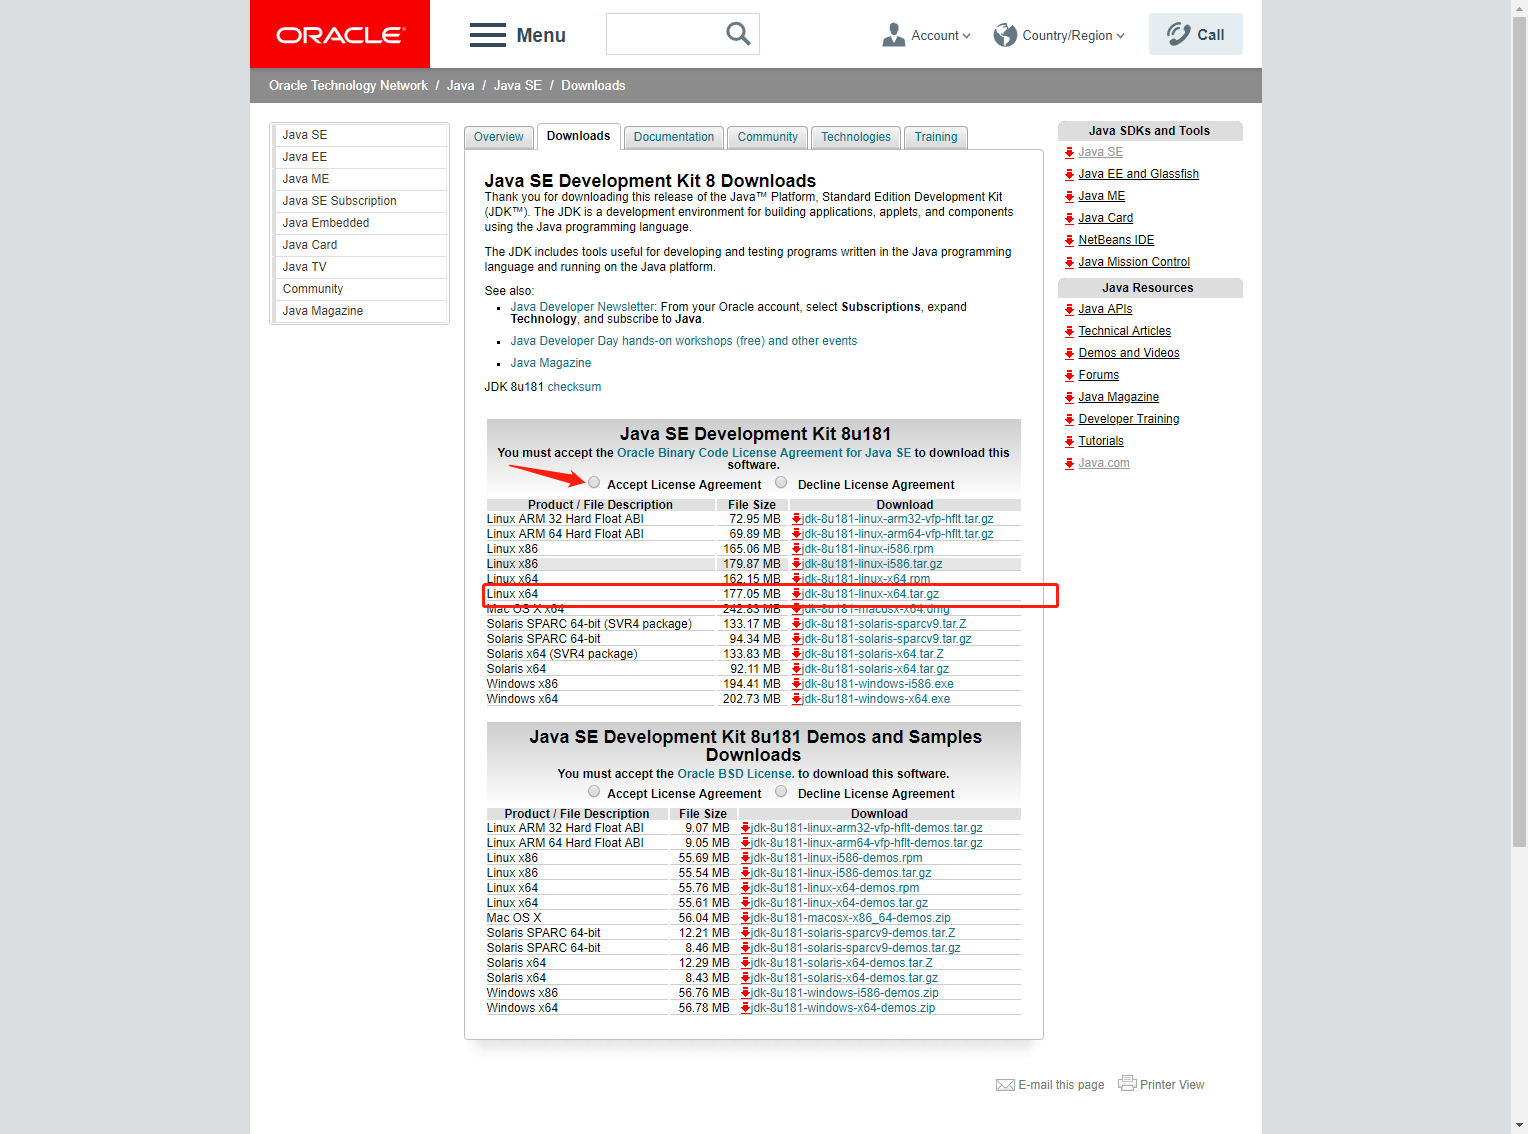 ORACLE
Menu
Account
Country/Region
Call
Oracle Technology Network / Java / Java SE / Downloads
Java SE
Java EE
Java ME
Java SE Subscription
Java Embedded
Java Card
Java TV
Community
Java Magazine
Overview
Downloads
Documentation
Community
Technologies
Training
Java SE Development Kit 8 Downloads
Thank you for downloading this release of the Java™ Platform, Standard Edition Development Kit
(JDK™). The JDK is a development environment for building applications, applets, and components
using the Java programming language.
The JDK includes tools useful for developing and testing programs written in the Java programming
language and running on the Java platform.
See also:
Java Developer Newsletter: From your Oracle account, select Subscriptions, expand
Technology, and subscribe to Java.
Java Developer Day hands-on workshops (free) and other events
Java Magazine
JDK 8u181 checksum
Java SE Development Kit 8u181
You must accept the Oracle Binary Code License Agreement for Java SE to download this
software.
Accept License Agreement Decline License Agreement
Product / File Description File Size Download
Linux ARM 32 Hard Float ABI 72.95 MB jdk-8u181-linux-arm32-vfp-hflt.tar.gz
Linux ARM 64 Hard Float ABI 69.89 MB jdk-8u181-linux-arm64-vfp-hflt.tar.gz
Linux x86 165.06 MB jdk-8u181-linux-i586.rpm
Linux x86 179.87 MB jdk-8u181-linux-i586.tar.gz
Linux x64 162.15 MB jdk-8u181-linux-x64.rpm
Linux x64 177.05 MB jdk-8u181-linux-x64.tar.gz
Mac OS X x64 242.83 MB jdk-8u181-macosx-x64.dmg
Solaris SPARC 64-bit (SVR4 package) 133.17 MB jdk-8u181-solaris-sparcv9.tar.Z
Solaris SPARC 64-bit 94.34 MB jdk-8u181-solaris-sparcv9.tar.gz
Solaris x64 (SVR4 package) 133.83 MB jdk-8u181-solaris-x64.tar.Z
Solaris x64 92.11 MB jdk-8u181-solaris-x64.tar.gz
Windows x86 194.41 MB jdk-8u181-windows-i586.exe
Windows x64 202.73 MB jdk-8u181-windows-x64.exe
Java SE Development Kit 8u181 Demos and Samples
Downloads
You must accept the Oracle BSD License. to download this software.
Accept License Agreement Decline License Agreement
Product / File Description File Size Download
Linux ARM 32 Hard Float ABI 9.07 MB jdk-8u181-linux-arm32-vfp-hflt-demos.tar.gz
Linux ARM 64 Hard Float ABI 9.05 MB jdk-8u181-linux-arm64-vfp-hflt-demos.tar.gz
Linux x86 55.69 MB jdk-8u181-linux-i586-demos.rpm
Linux x86 55.54 MB jdk-8u181-linux-i586-demos.tar.gz
Linux x64 55.76 MB jdk-8u181-linux-x64-demos.rpm
Linux x64 55.61 MB jdk-8u181-linux-x64-demos.tar.gz
Mac OS X 56.04 MB jdk-8u181-macosx-x86_64-demos.zip
Solaris SPARC 64-bit 12.21 MB jdk-8u181-solaris-sparcv9-demos.tar.Z
Solaris SPARC 64-bit 8.46 MB jdk-8u181-solaris-sparcv9-demos.tar.gz
Solaris x64 12.29 MB jdk-8u181-solaris-x64-demos.tar.Z
Solaris x64 8.43 MB jdk-8u181-solaris-x64-demos.tar.gz
Windows x86 56.76 MB jdk-8u181-windows-i586-demos.zip
Windows x64 56.78 MB jdk-8u181-windows-x64-demos.zip
Java SDKs and Tools
Java SE
Java EE and Glassfish
Java ME
Java Card
NetBeans IDE
Java Mission Control
Java Resources
Java APIs
Technical Articles
Demos and Videos
Forums
Java Magazine
Developer Training
Tutorials
Java.com
E-mail this page
Printer View